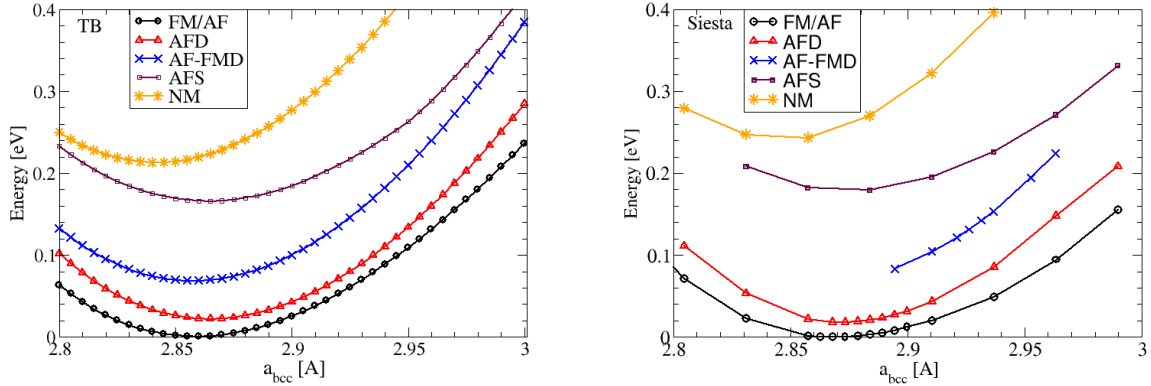 TB
FM/AF
AFD
AF-FMD
AFS
NM
Energy [eV]
0.4
0.3
0.2
0.1
0
2.8
2.85
2.9
2.95
3
a_bcc [A]
Siesta
FM/AF
AFD
AF-FMD
AFS
NM
Energy [eV]
0.4
0.3
0.2
0.1
0
2.8
2.85
2.9
2.95
3
a_bcc [A]